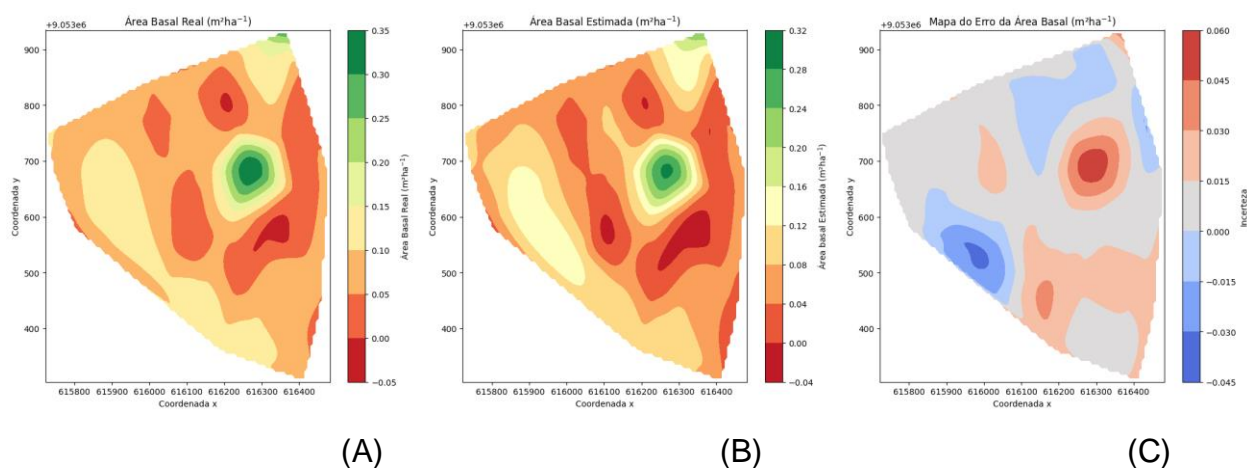 Área Basal Real (m²ha⁻¹)
+9.053e6
900
800
700
600
500
400
Coordenada y
615800 615900 616000 616100 616200 616300 616400
Coordenada x
0.35
0.30
0.25
0.20
0.15
0.10
0.05
0.00
−0.05
Área Basal Real (m²ha⁻¹)
(A)
Área Basal Estimada (m²ha⁻¹)
+9.053e6
900
800
700
600
500
400
Coordenada y
615800 615900 616000 616100 616200 616300 616400
Coordenada x
0.32
0.28
0.24
0.20
0.16
0.12
0.08
0.04
0.00
−0.04
Área basal Estimada (m²ha⁻¹)
(B)
Mapa do Erro da Área Basal (m²ha⁻¹)
+9.053e6
900
800
700
600
500
400
Coordenada y
615800 615900 616000 616100 616200 616300 616400
Coordenada x
0.060
0.045
0.030
0.015
0.000
−0.015
−0.030
−0.045
Incerteza
(C)